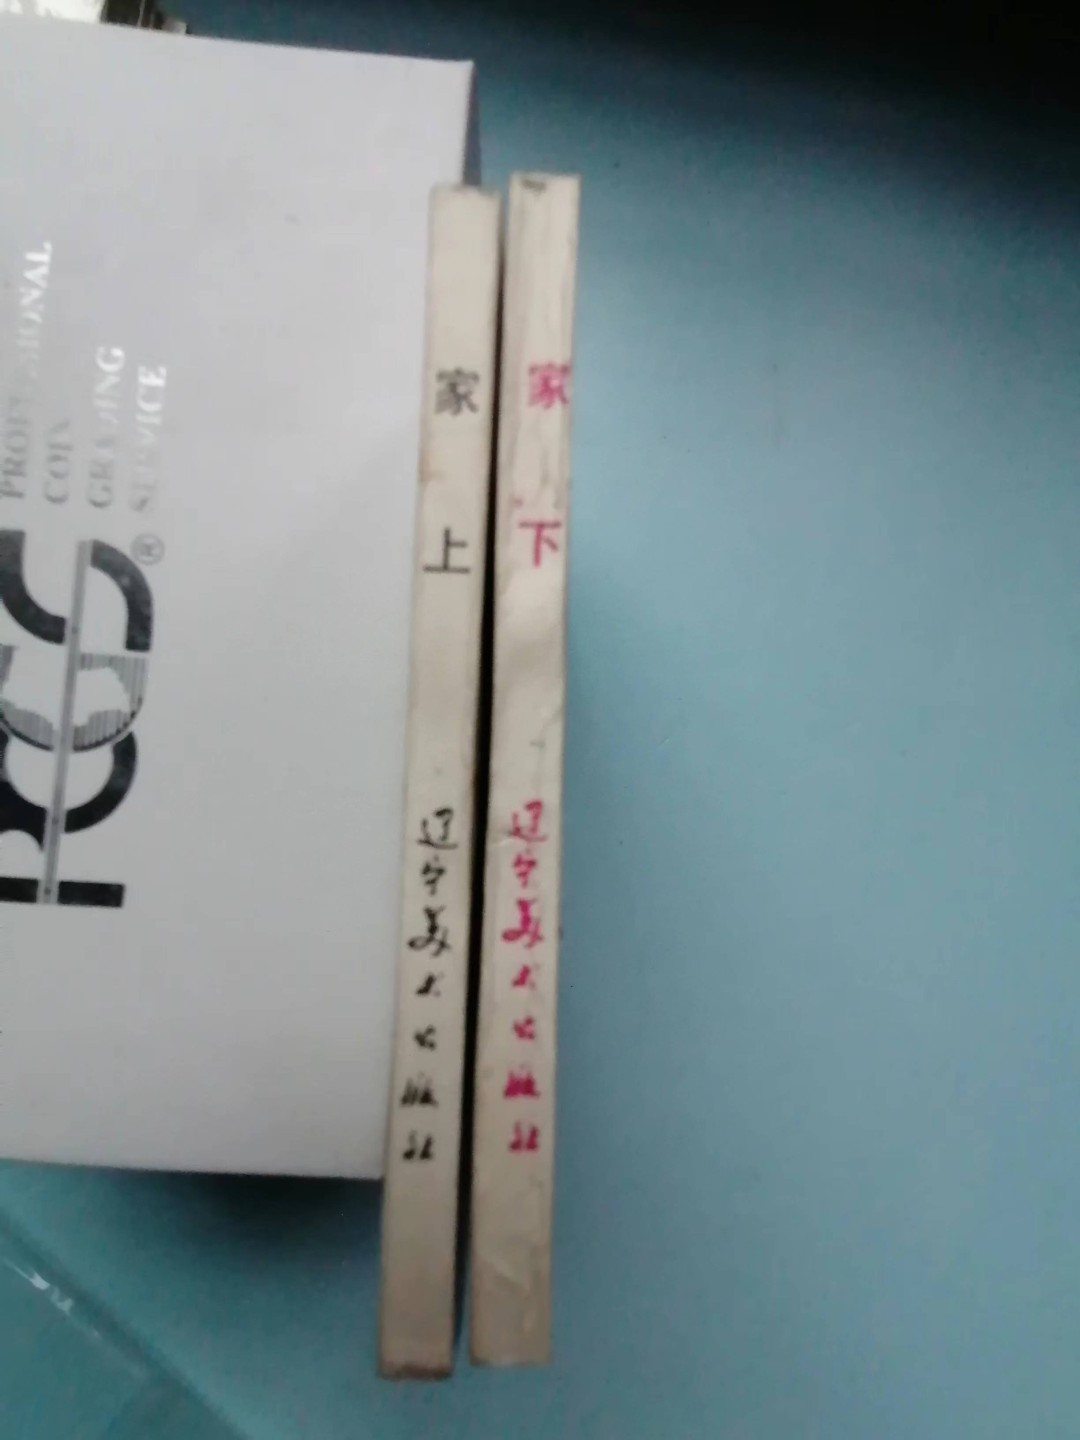 PROFESSIONAL
COIN
GRADING
SERVICE
PCGS
®
家 上 辽宁美术出版社
家 下 辽宁美术出版社